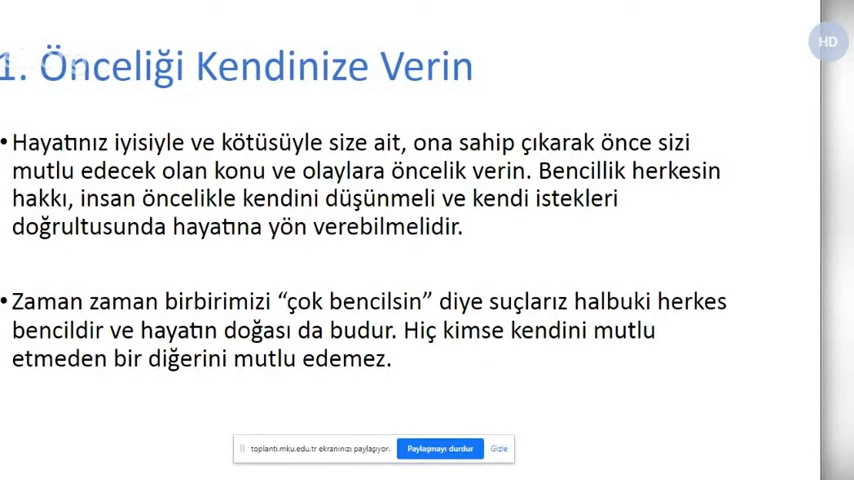 1. Önceliği Kendinize Verin
HD
• Hayatınız iyisiyle ve kötüsüyle size ait, ona sahip çıkarak önce sizi
mutlu edecek olan konu ve olaylara öncelik verin. Bencillik herkesin
hakkı, insan öncelikle kendini düşünmeli ve kendi istekleri
doğrultusunda hayatına yön verebilmelidir.
• Zaman zaman birbirimizi “çok bencilsin” diye suçlarız halbuki herkes
bencildir ve hayatın doğası da budur. Hiç kimse kendini mutlu
etmeden bir diğerini mutlu edemez.
toplanti.mku.edu.tr ekranınızı paylaşıyor. Paylaşmayı durdur Gizle